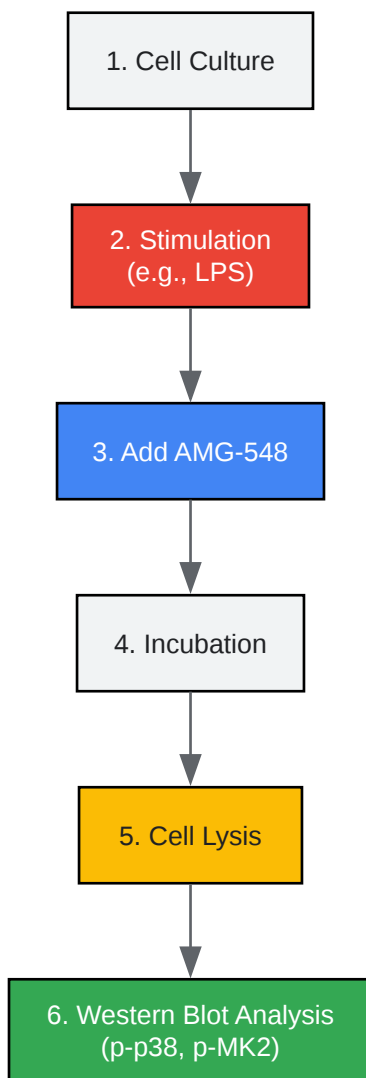 1. Cell Culture
2. Stimulation
(e.g., LPS)
3. Add AMG-548
4. Incubation
5. Cell Lysis
6. Western Blot Analysis
(p-p38, p-MK2)